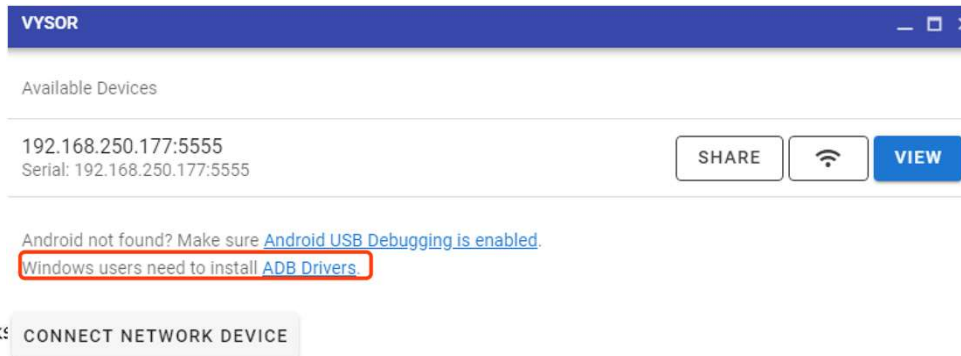 VYSOR
Available Devices
192.168.250.177:5555
Serial: 192.168.250.177:5555
SHARE
VIEW
Android not found? Make sure Android USB Debugging is enabled.
Windows users need to install ADB Drivers.
CONNECT NETWORK DEVICE